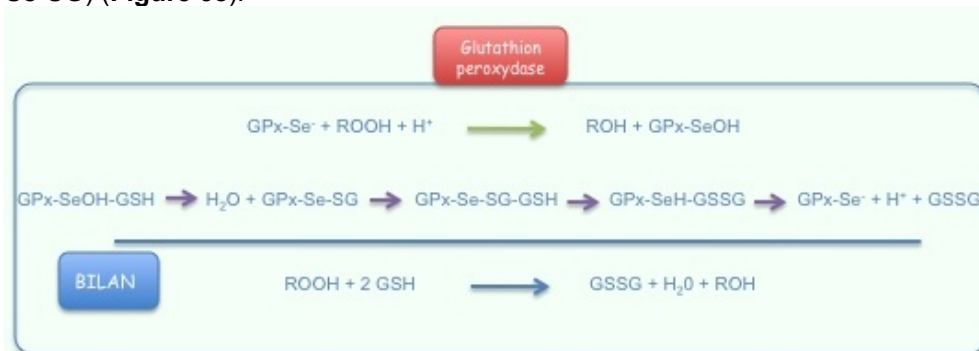 Glutathion
peroxydase
GPx-Se⁻ + ROOH + H⁺ → ROH + GPx-SeOH
GPx-SeOH-GSH → H₂O + GPx-Se-SG → GPx-Se-SG-GSH → GPx-SeH-GSSG → GPx-Se⁻ + H⁺ + GSSG
BILAN
ROOH + 2 GSH → GSSG + H₂0 + ROH